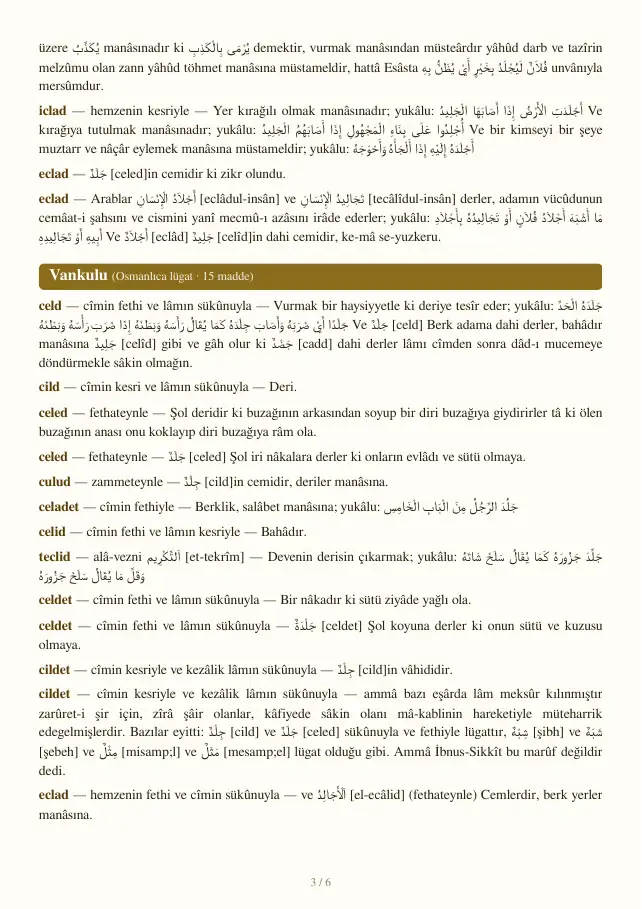 üzere يُكَذَّبُ manâsınadır ki يُرْمَى بِالْكَذِبِ demektir, vurmak manâsından müsteârdır yâhûd darb ve tazîrin
melzûmu olan zann yâhûd töhmet manâsına müstameldir, hattâ Esâsta فُلَانٌ لَيُجْلَدُ بِخَيْرٍ أَيْ يُظَنُّ بِهِ unvânıyla
mersûmdur.
iclad — hemzenin kesriyle — Yer kırağılı olmak manâsınadır; yukâlu: أُجْلَدَتِ الْأَرْضُ إِذَا أَصَابَهَا الْجَلِيدُ Ve
kırağıya tutulmak manâsınadır; yukâlu: أُجْلِدُوا عَلَى بِنَاءِ الْمَجْهُولِ إِذَا أَصَابَهُمُ الْجَلِيدُ Ve bir kimseyi bir şeye
muztarr ve nâçâr eylemek manâsına müstameldir; yukâlu: أَجْلَدَهُ إِلَيْهِ إِذَا أَلْجَأَهُ وَأَحْوَجَهُ
eclad — جَلَدٌ [celed]in cemidir ki zikr olundu.
eclad — Arablar أَجْلَادُ الْإِنْسَانِ [eclâdul-insân] ve تَجَالِيدُ الْإِنْسَانِ [tecâlîdul-insân] derler, adamın vücûdunun
cemâat-i şahsını ve cismini yanî mecmû-ı azâsını irâde ederler; yukâlu: مَا أَشْبَهَ أَجْلَادُ فُلَانٍ أَوْ تَجَالِيدُهُ بِأَجْلَادِ
أَبِيهِ أَوْ تَجَالِيدِهِ Ve أَجْلَادٌ [eclâd] جَلِيدٌ [celîd]in dahi cemidir, ke-mâ se-yuzkeru.
Vankulu (Osmanlıca lügat · 15 madde)
celd — cîmin fethi ve lâmın sükûnuyla — Vurmak bir haysiyyetle ki deriye tesîr eder; yukâlu: جَلَدَهُ الْحَدَّ
جَلْدًا أَيْ ضَرَبَهُ وَأَصَابَ جِلْدَهُ كَمَا يُقَالُ رَأَسَهُ وَبَطَنَهُ إِذَا ضَرَبَ رَأْسَهُ وَبَطْنَهُ Ve جَلْدٌ [celd] Berk adama dahi derler, bahâdır
manâsına جَلِيدٌ [celîd] gibi ve gâh olur ki جَضْدٌ [cadd] dahi derler lâmı cîmden sonra dâd-ı mucemeye
döndürmekle sâkin olmağın.
cild — cîmin kesri ve lâmın sükûnuyla — Deri.
celed — fethateynle — Şol deridir ki buzağının arkasından soyup bir diri buzağıya giydirirler tâ ki ölen
buzağının anası onu koklayıp diri buzağıya râm ola.
celed — fethateynle — جَلَدٌ [celed] Şol iri nâkalara derler ki onların evlâdı ve sütü olmaya.
culud — zammeteynle — جِلْدٌ [cild]in cemidir, deriler manâsına.
celadet — cîmin fethiyle — Berklik, salâbet manâsına; yukâlu: جَلُدَ الرَّجُلُ مِنَ الْبَابِ الْخَامِسِ
celid — cîmin fethi ve lâmın kesriyle — Bahâdır.
teclid — alâ-vezni اَلتَّكْرِيم [et-tekrîm] — Devenin derisin çıkarmak; yukâlu: جَلَّدَ جَزُورَهُ كَمَا يُقَالُ سَلَخَ شَاتَهُ
وَقَلَّ مَا يُقَالُ سَلَخَ جَزُورَهُ
celdet — cîmin fethi ve lâmın sükûnuyla — Bir nâkadır ki sütü ziyâde yağlı ola.
celdet — cîmin fethi ve lâmın sükûnuyla — جَلْدَةٌ [celdet] Şol koyuna derler ki onun sütü ve kuzusu
olmaya.
cildet — cîmin kesriyle ve kezâlik lâmın sükûnuyla — جِلْدٌ [cild]in vâhididir.
cildet — cîmin kesriyle ve kezâlik lâmın sükûnuyla — ammâ bazı eşârda lâm meksûr kılınmıştır
zarûret-i şir için, zîrâ şâir olanlar, kâfiyede sâkin olanı mâ-kablinin hareketiyle müteharrik
edegelmişlerdir. Bazılar eyitti: جِلْدٌ [cild] ve جَلَدٌ [celed] sükûnuyla ve fethiyle lügattır, شِبْهٌ [şibh] ve شَبَهٌ
[şebeh] ve مِثْلٌ [misamp;l] ve مَثَلٌ [mesamp;el] lügat olduğu gibi. Ammâ İbnus-Sikkît bu marûf değildir
dedi.
eclad — hemzenin fethi ve cîmin sükûnuyla — ve اَلْأَجَالِدُ [el-ecâlid] (fethateynle) Cemlerdir, berk yerler
manâsına.
3 / 6